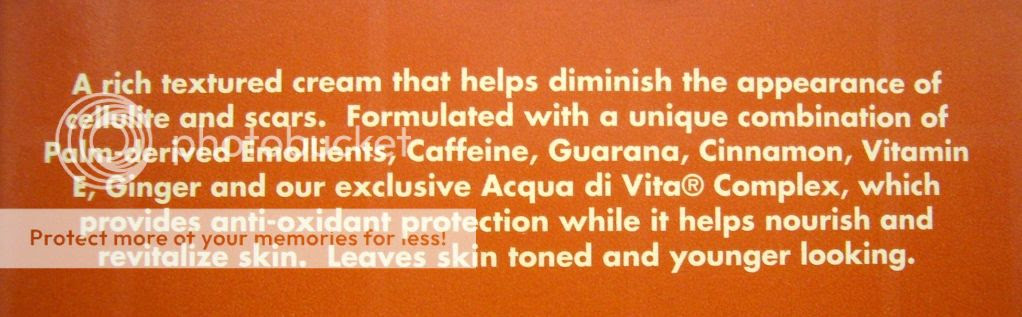 A rich textured cream that helps diminish the appearance of
cellulite and scars. Formulated with a unique combination of
photobucket
Palm-derived Emollients, Caffeine, Guarana, Cinnamon, Vitamin
E, Ginger and our exclusive Acqua di Vita® Complex, which
provides anti-oxidant protection while it helps nourish and
Protect more of your memories for less!
revitalize skin. Leaves skin toned and younger looking.